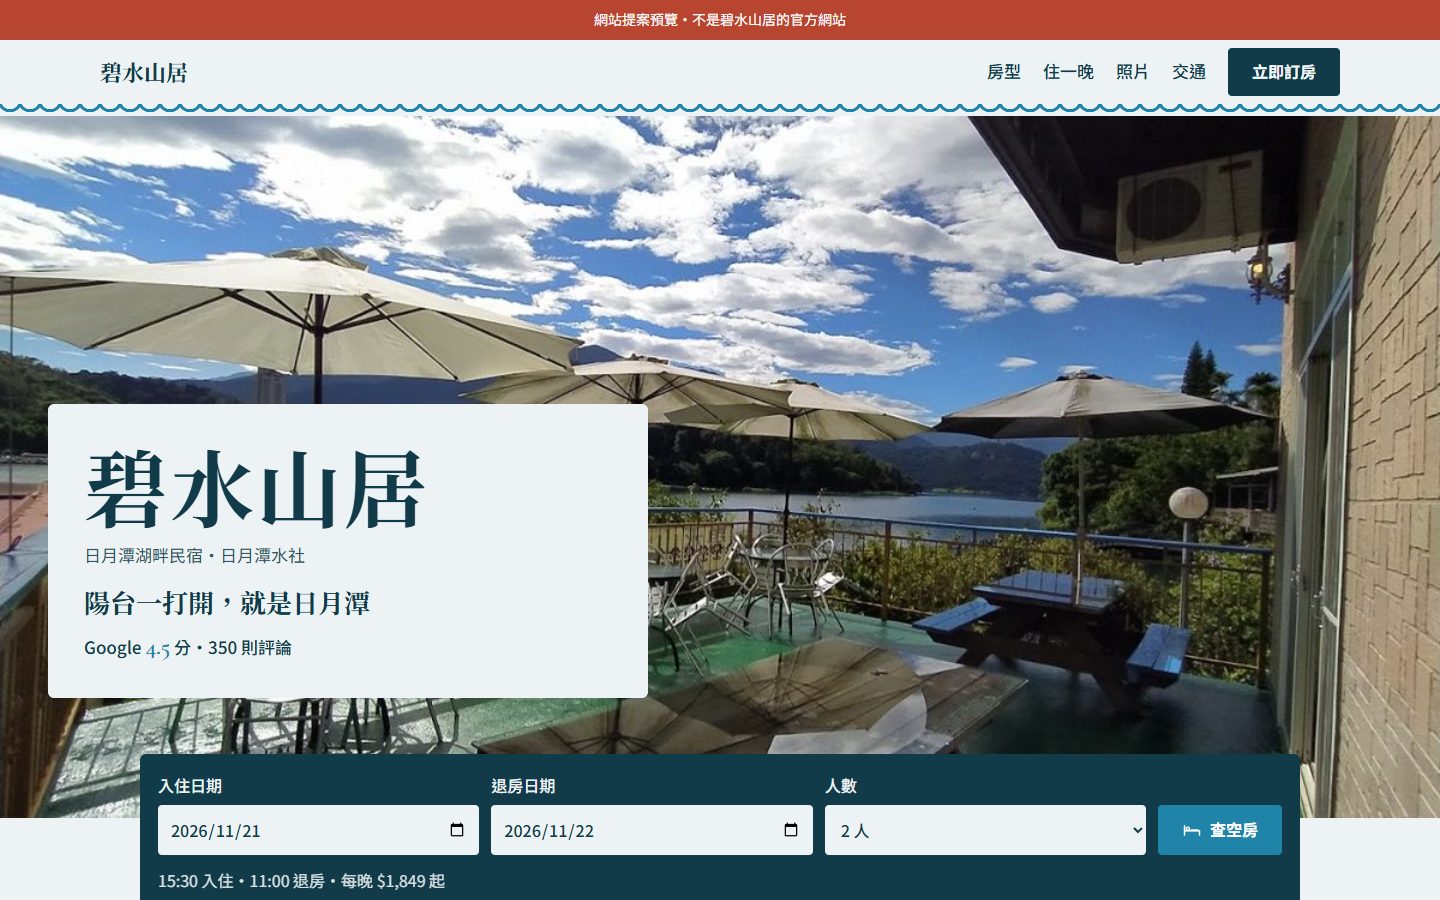 網站提案預覽・不是碧水山居的官方網站
碧水山居
房型 住一晚 照片 交通 立即訂房
碧水山居
日月潭湖畔民宿・日月潭水社
陽台一打開，就是日月潭
Google 4.5 分・350 則評論
入住日期 退房日期 人數
2026/11/21 2026/11/22 2 人 查空房
15:30 入住・11:00 退房・每晚 $1,849 起